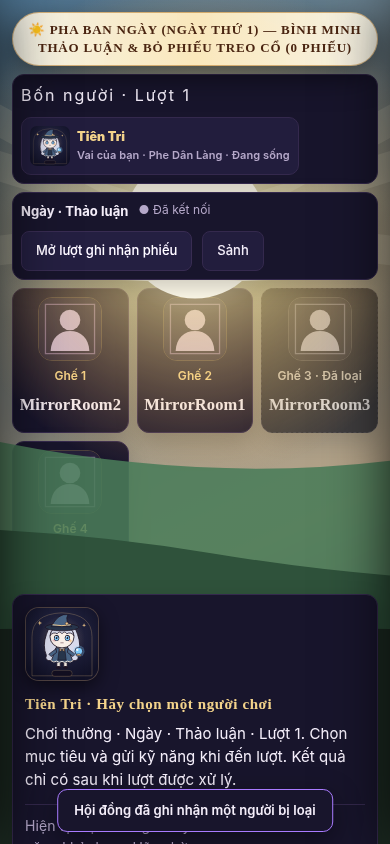 ☀️ PHA BAN NGÀY (NGÀY THỨ 1) — BÌNH MINH
THẢO LUẬN & BỎ PHIẾU TREO CỔ (0 PHIẾU)
Bốn người · Lượt 1
Tiên Tri
Vai của bạn · Phe Dân Làng · Đang sống
Ngày · Thảo luận
Đã kết nối
Mở lượt ghi nhận phiếu
Sảnh
Ghế 1
MirrorRoom2
Ghế 2
MirrorRoom1
Ghế 3 · Đã loại
MirrorRoom3
Ghế 4
Tiên Tri · Hãy chọn một người chơi
Chơi thường · Ngày · Thảo luận · Lượt 1. Chọn
mục tiêu và gửi kỹ năng khi đến lượt. Kết quả
chỉ có sau khi lượt được xử lý.
Hội đồng đã ghi nhận một người bị loại
Hiện